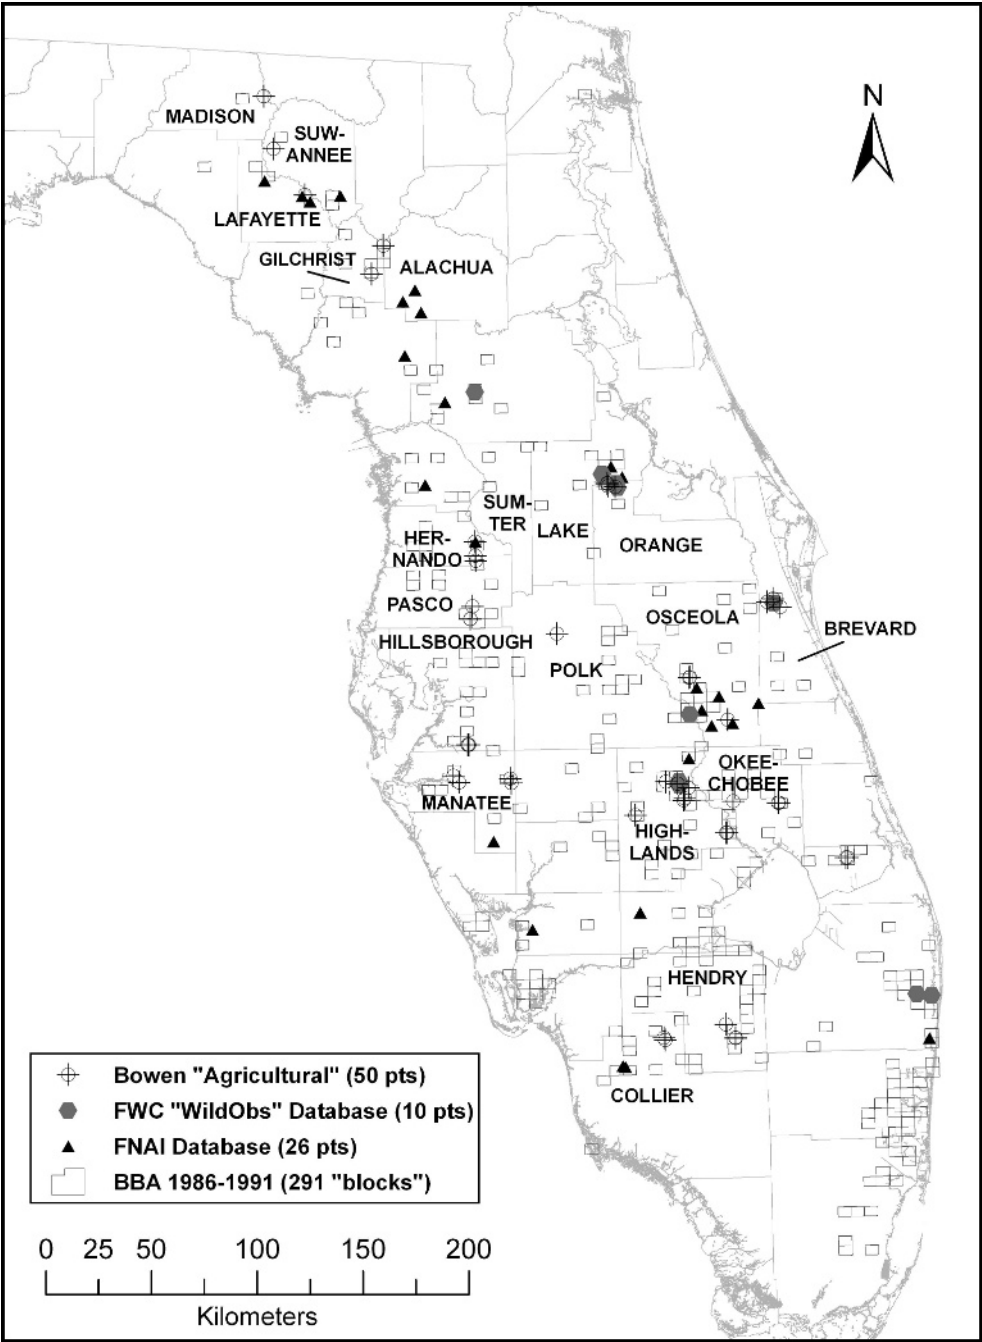 N
MADISON
SUW-
ANNEE
LAFAYETTE
GILCHRIST
ALACHUA
SUM-
TER
LAKE
ORANGE
HER-
NANDO
PASCO
OSCEOLA
HILLSBOROUGH
BREVARD
POLK
OKEE-
CHOBEE
MANATEE
HIGH-
LANDS
HENDRY
COLLIER
Bowen "Agricultural" (50 pts)
FWC "WildObs" Database (10 pts)
FNAI Database (26 pts)
BBA 1986-1991 (291 "blocks")
0 25 50 100 150 200
Kilometers